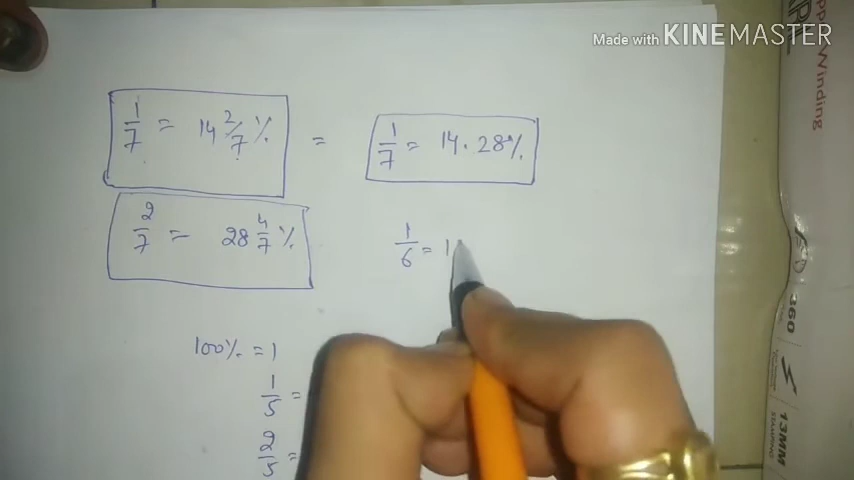 Made with KINEMASTER
1/7 = 14 2/7 % = 1/7 = 14.28%
2/7 = 28 4/7 %
1/6 = 1
100% = 1
1/5 =
2/5 =
Winding
360
13MM